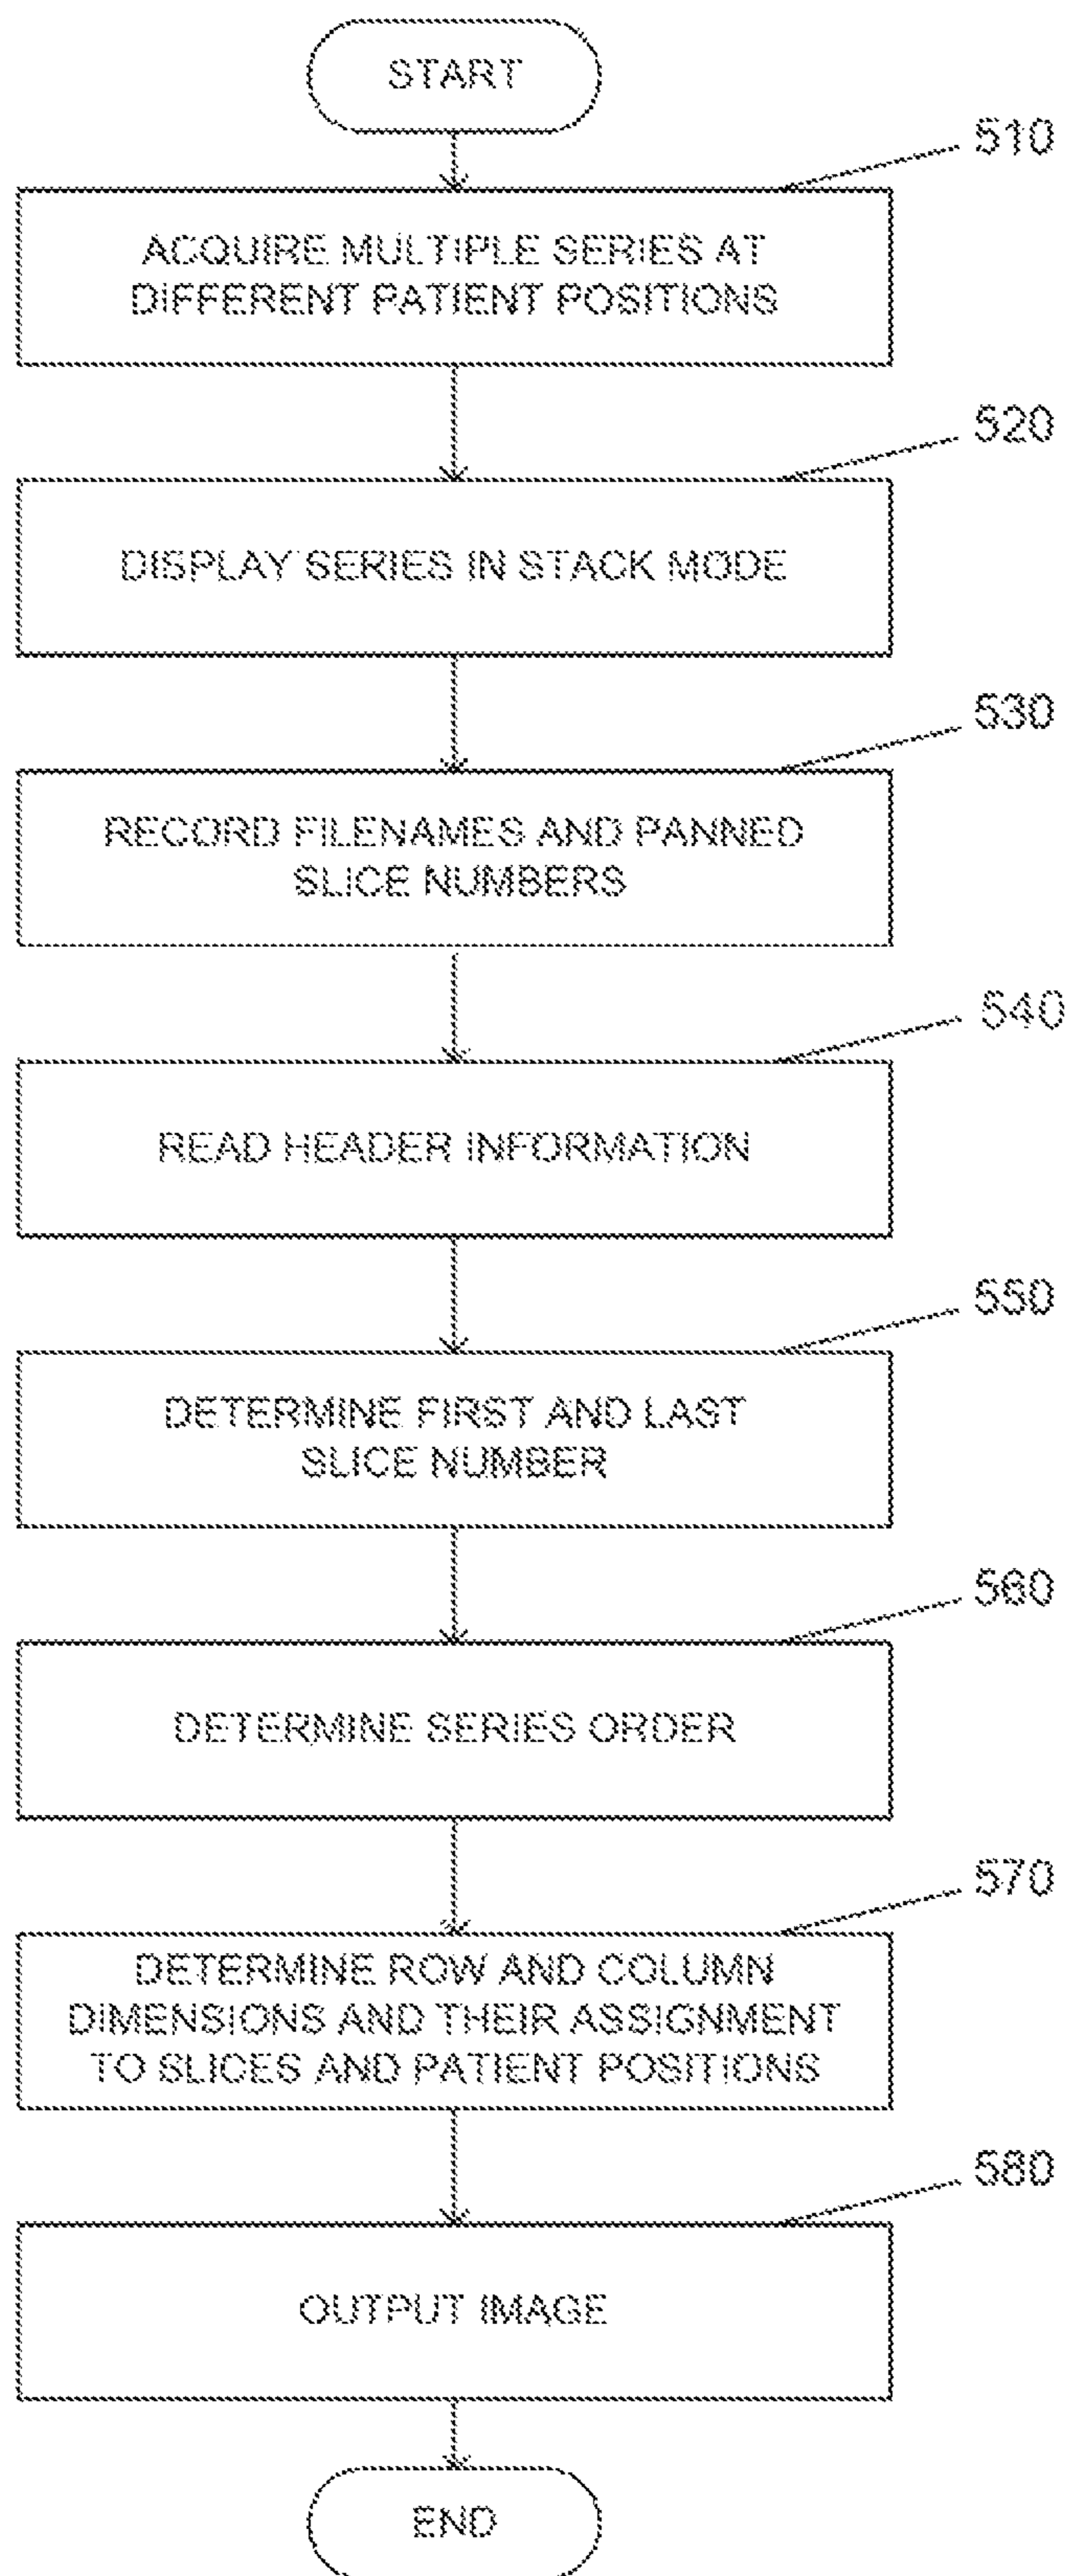 START
510
ACQUIRE MULTIPLE SERIES AT
DIFFERENT PATIENT POSITIONS
520
DISPLAY SERIES IN STACK MODE
530
RECORD FILENAMES AND PANNED
SLICE NUMBERS
540
READ HEADER INFORMATION
550
DETERMINE FIRST AND LAST
SLICE NUMBER
560
DETERMINE SERIES ORDER
570
DETERMINE ROW AND COLUMN
DIMENSIONS AND THEIR ASSIGNMENT
TO SLICES AND PATIENT POSITIONS
580
OUTPUT IMAGE
END